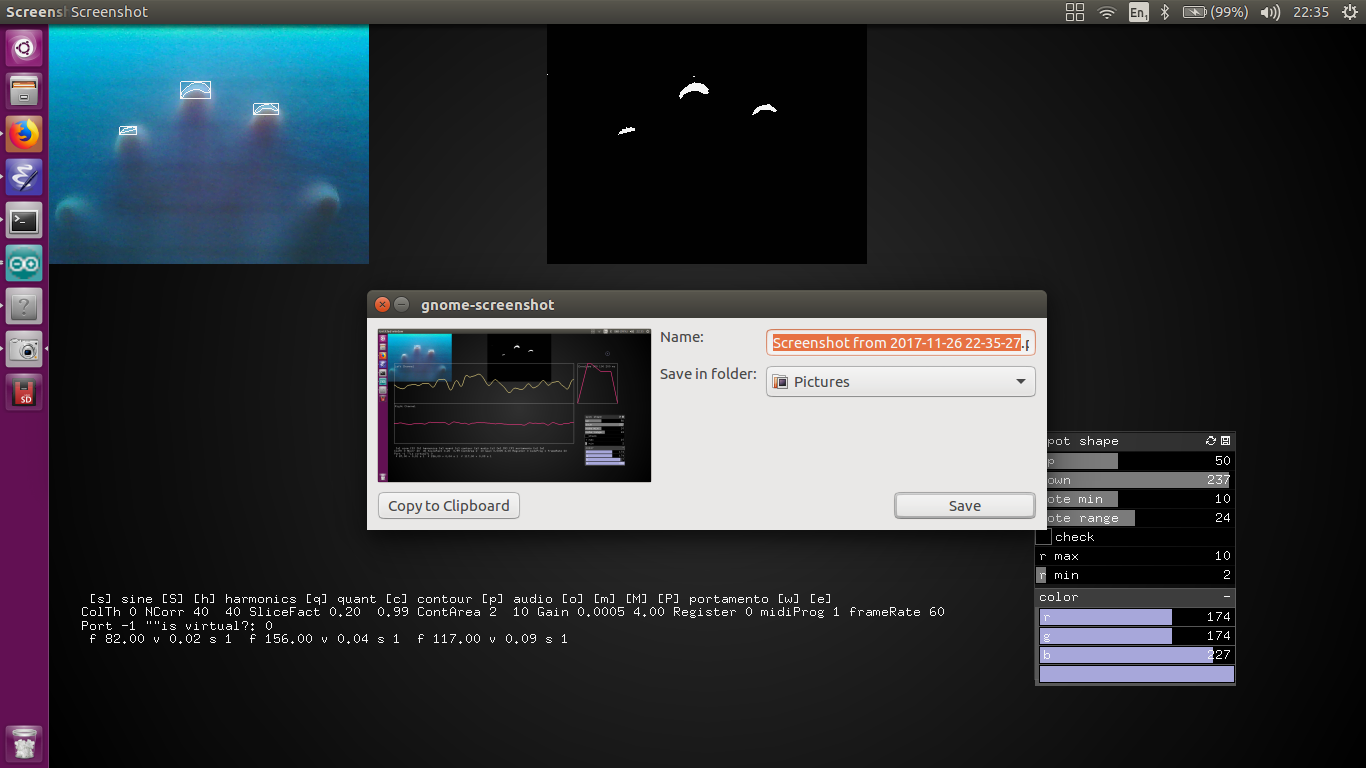 Screens Screenshot
En1
(99%)
22:35
gnome-screenshot
Name:
Screenshot from 2017-11-26 22-35-27.p
Save in folder:
Pictures
Copy to Clipboard
Save
pot shape
p 50
own 237
ote min 10
ote range 24
check
r max 10
r min 2
color -
r 174
g 174
b 227
[s] sine [S] [h] harmonics [q] quant [c] contour [p] audio [o] [m] [M] [P] portamento [w] [e]
ColTh 0 NCorr 40 40 SliceFact 0.20 0.99 ContArea 2 10 Gain 0.0005 4.00 Register 0 midiProg 1 frameRate 60
Port -1 ""is virtual?: 0
f 82.00 v 0.02 s 1 f 156.00 v 0.04 s 1 f 117.00 v 0.09 s 1
SD